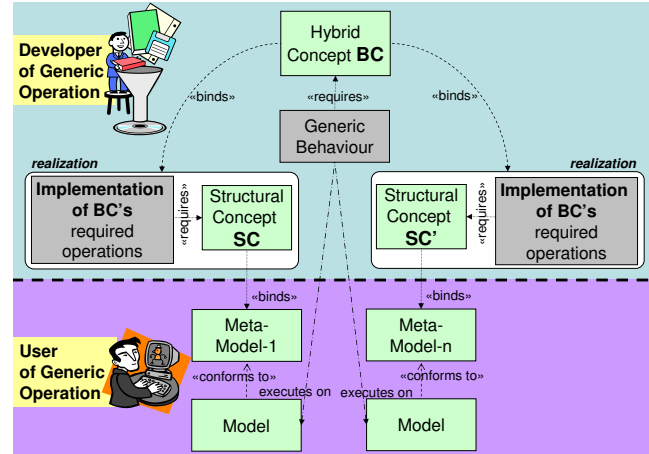 Developer
of Generic
Operation
Hybrid
Concept BC
«binds»
«requires»
«binds»
Generic
Behaviour
realization
realization
Implementation
of BC's
required
operations
«requires»
Structural
Concept
SC
Structural
Concept
SC'
«requires»
Implementation
of BC's
required
operations
«binds»
«binds»
User
of Generic
Operation
Meta-
Model-1
Meta-
Model-n
«conforms to»
«conforms to»
executes on
executes on
Model
Model